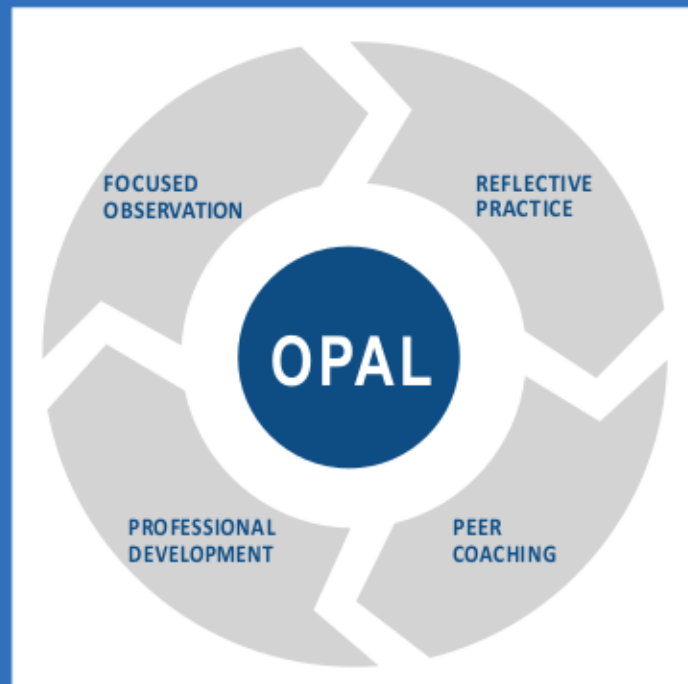 FOCUSED
OBSERVATION
REFLECTIVE
PRACTICE
OPAL
PROFESSIONAL
DEVELOPMENT
PEER
COACHING